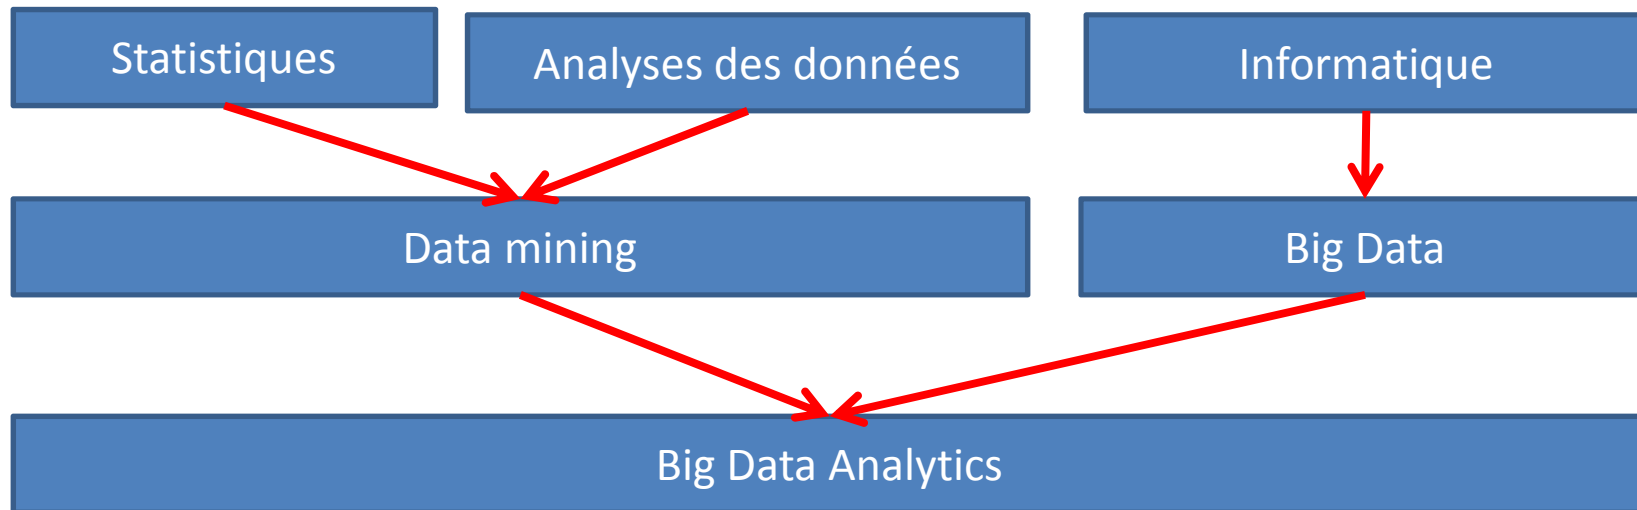 Statistiques
Analyses des données
Informatique
Data mining
Big Data
Big Data Analytics